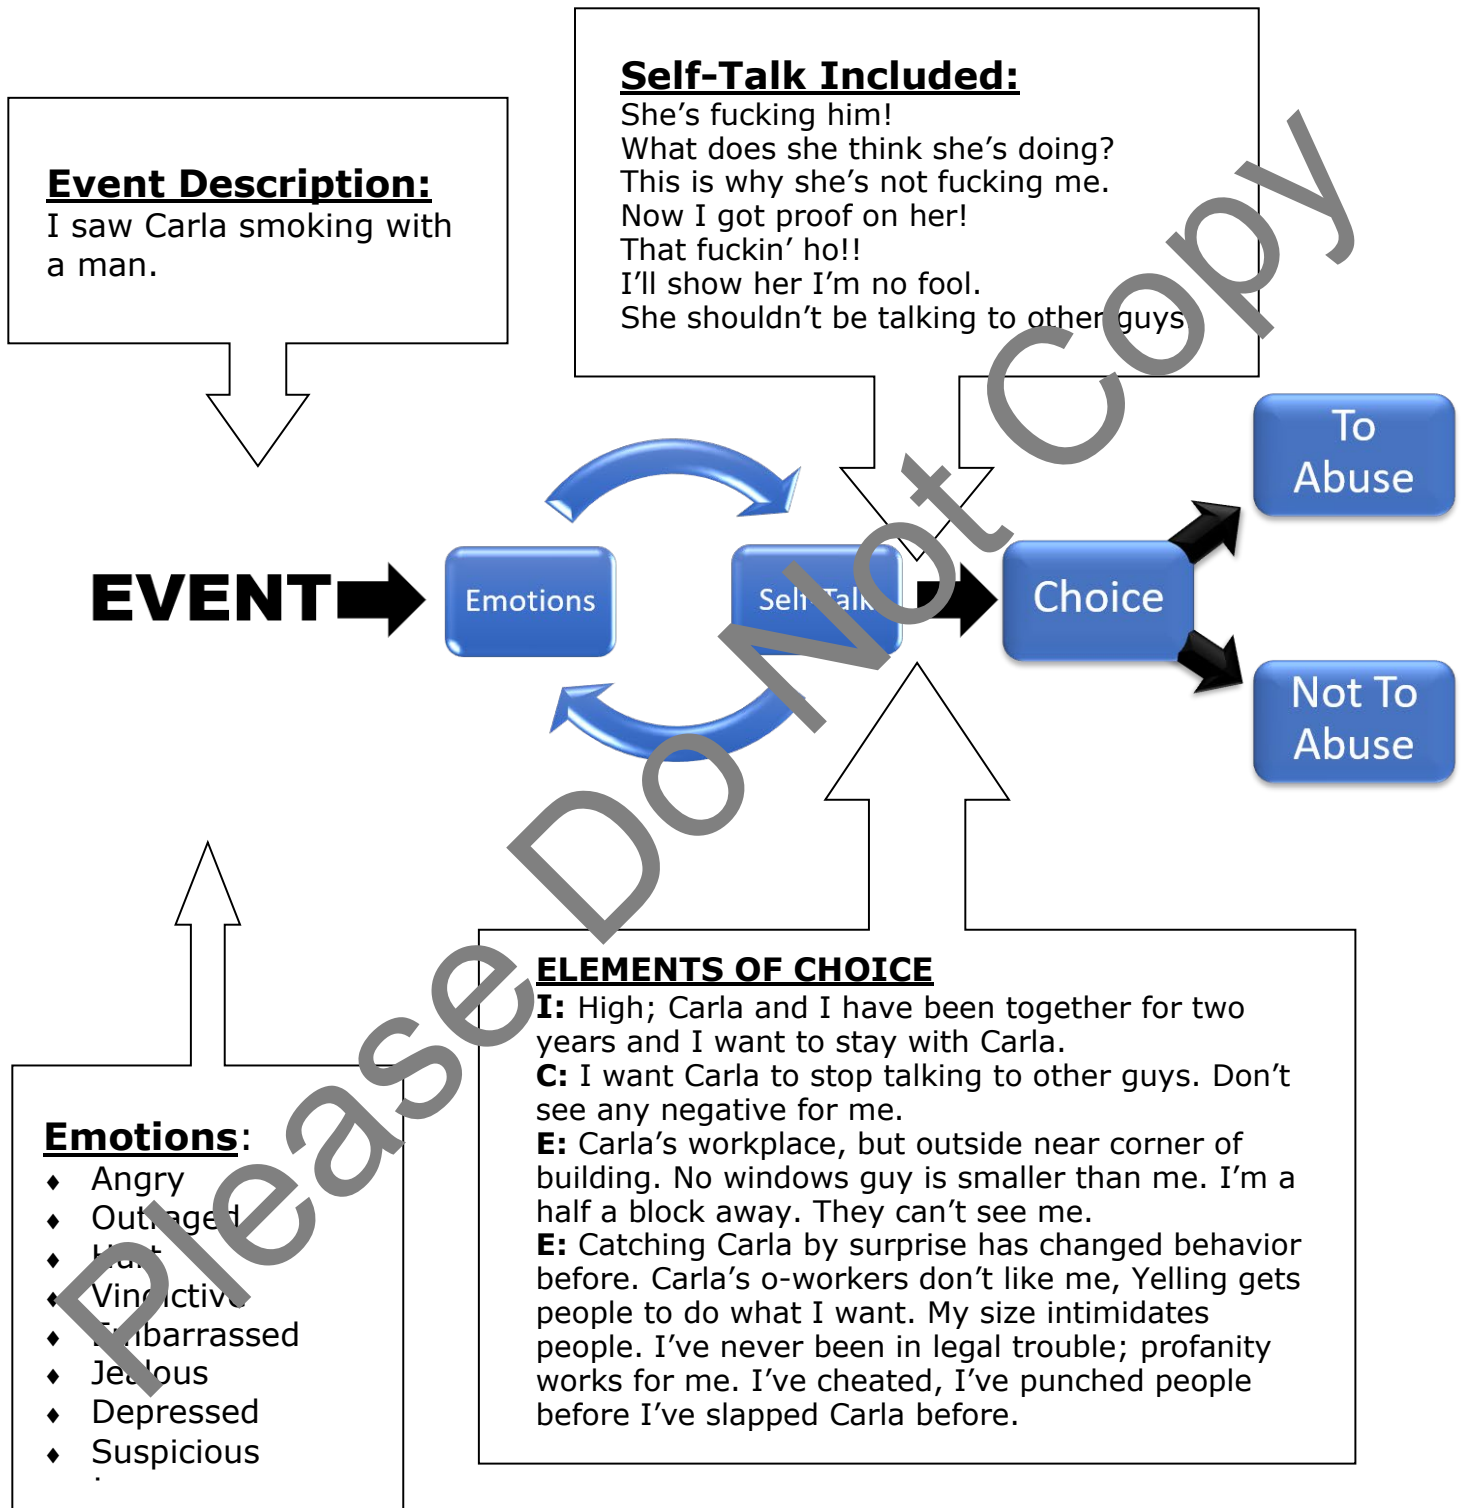 Self-Talk Included:
She’s fucking him!
What does she think she’s doing?
This is why she’s not fucking me.
Now I got proof on her!
That fuckin’ ho!!
I’ll show her I’m no fool.
She shouldn’t be talking to other guys
Event Description:
I saw Carla smoking with
a man.
To
Abuse
EVENT
Emotions
Self-Talk
Choice
Not To
Abuse
ELEMENTS OF CHOICE
I: High; Carla and I have been together for two
years and I want to stay with Carla.
C: I want Carla to stop talking to other guys. Don’t
see any negative for me.
E: Carla’s workplace, but outside near corner of
building. No windows guy is smaller than me. I’m a
half a block away. They can’t see me.
E: Catching Carla by surprise has changed behavior
before. Carla’s o-workers don’t like me, Yelling gets
people to do what I want. My size intimidates
people. I’ve never been in legal trouble; profanity
works for me. I’ve cheated, I’ve punched people
before I’ve slapped Carla before.
Emotions:
♦ Angry
♦ Outraged
♦ Hurt
♦ Vindictive
♦ Embarrassed
♦ Jealous
♦ Depressed
♦ Suspicious
Please Do Not Copy